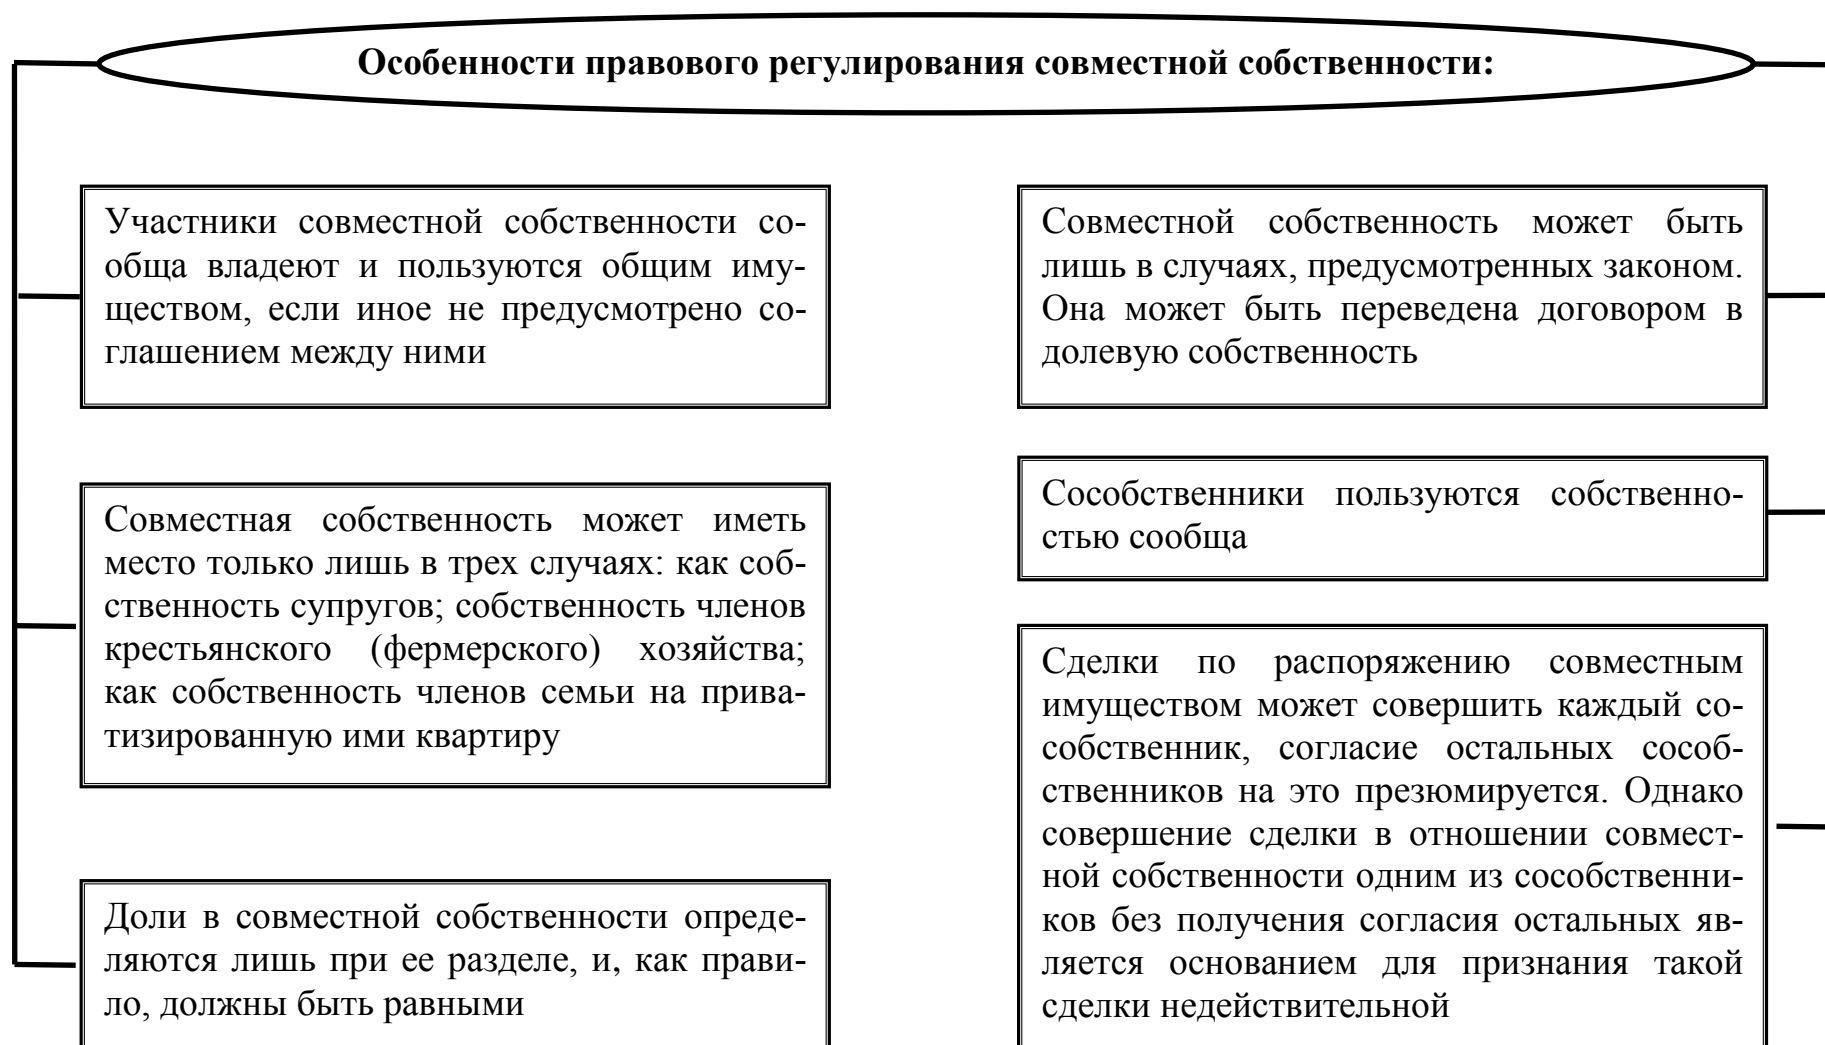 Особенности правового регулирования совместной собственности:
Участники совместной собственности со-
обща владеют и пользуются общим иму-
ществом, если иное не предусмотрено со-
глашением между ними
Совместная собственность может иметь
место только лишь в трех случаях: как соб-
ственность супругов; собственность членов
крестьянского (фермерского) хозяйства;
как собственность членов семьи на прива-
тизированную ими квартиру
Доли в совместной собственности опреде-
ляются лишь при ее разделе, и, как прави-
ло, должны быть равными
Совместной собственность может быть
лишь в случаях, предусмотренных законом.
Она может быть переведена договором в
долевую собственность
Сособственники пользуются собственно-
стью сообща
Сделки по распоряжению совместным
имуществом может совершить каждый со-
собственник, согласие остальных сособ-
ственников на это презюмируется. Однако
совершение сделки в отношении совмест-
ной собственности одним из сособственни-
ков без получения согласия остальных яв-
ляется основанием для признания такой
сделки недействительной